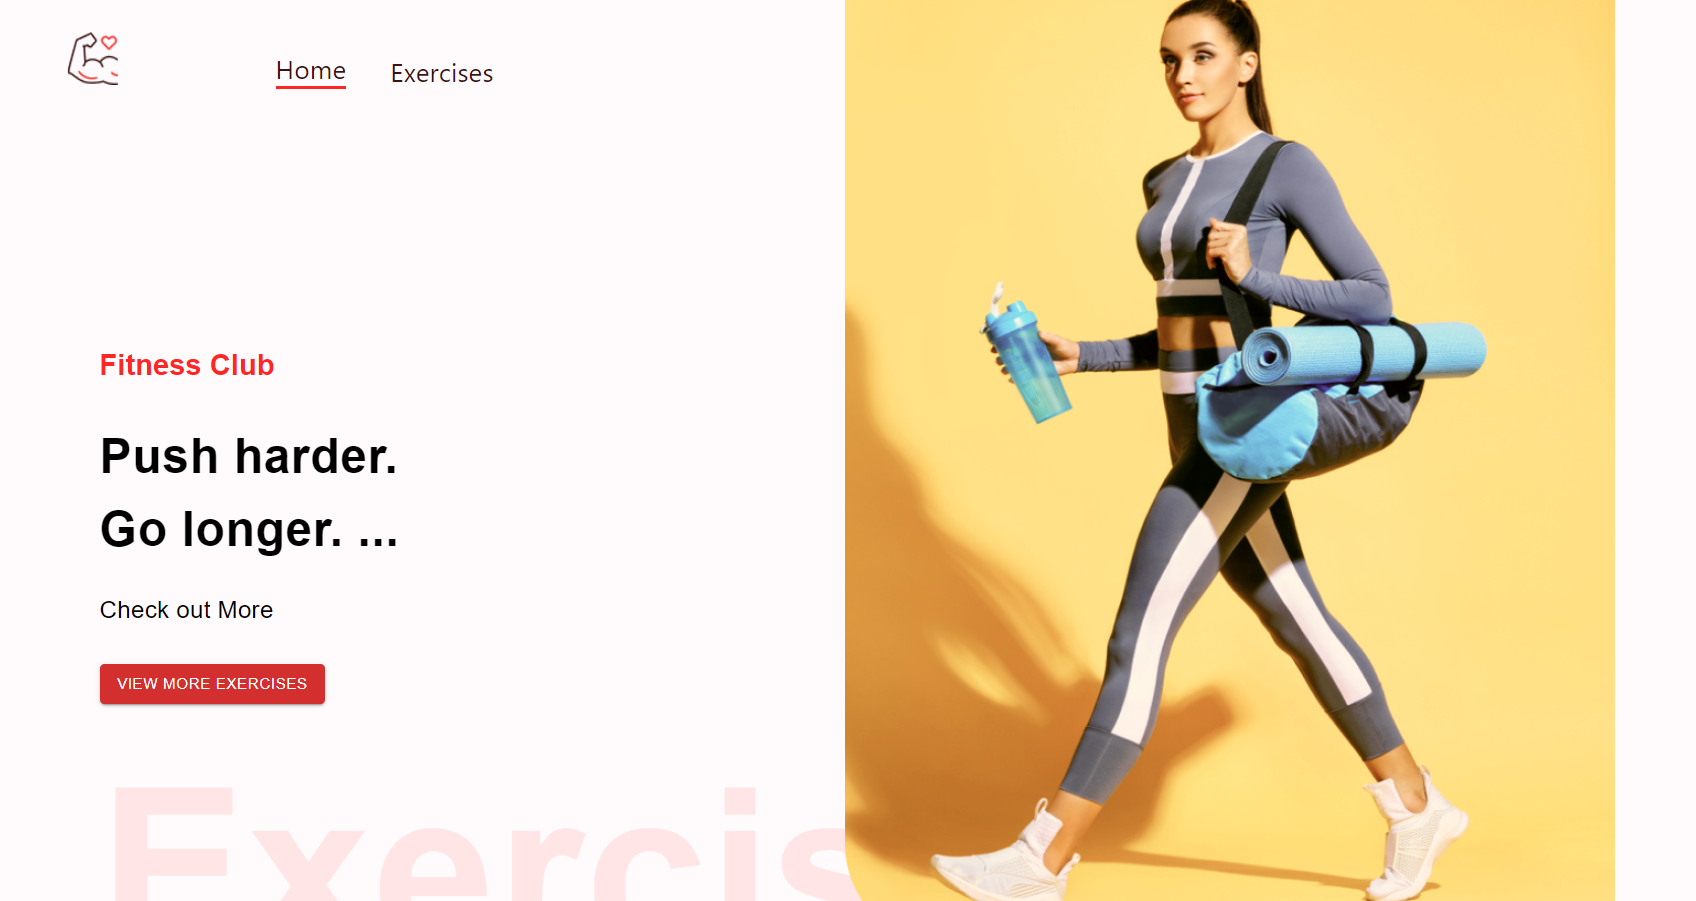 Home
Exercises
Fitness Club
Push harder.
Go longer. ...
Check out More
VIEW MORE EXERCISES
Exercis